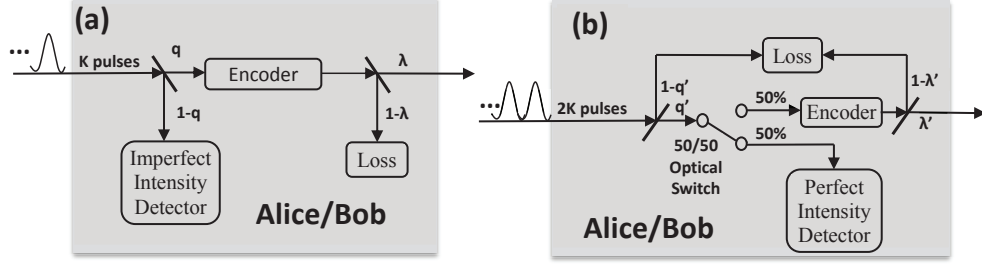 (a)
...
K pulses
q
Encoder
λ
1-q
1-λ
Imperfect
Intensity
Detector
Loss
Alice/Bob
(b)
...
2K pulses
Loss
1-q’
q’
50%
50%
Encoder
1-λ’
λ’
50/50
Optical
Switch
Perfect
Intensity
Detector
Alice/Bob